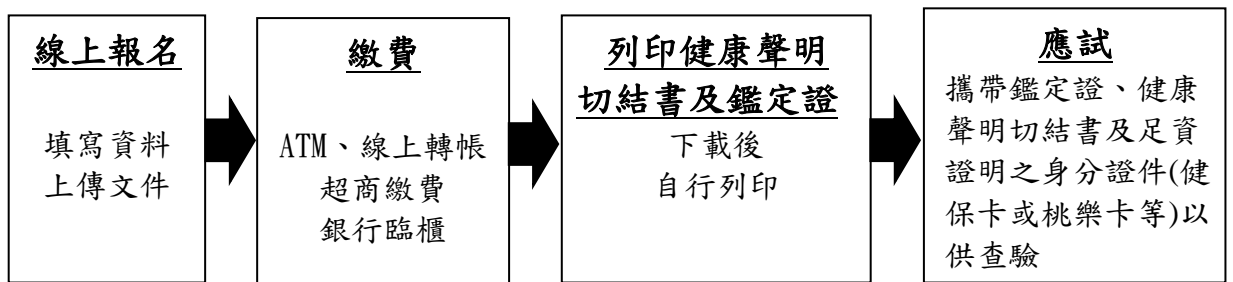 線上報名
填寫資料
上傳文件
繳費
ATM、線上轉帳
超商繳費
銀行臨櫃
列印健康聲明
切結書及鑑定證
下載後
自行列印
應試
攜帶鑑定證、健康
聲明切結書及足資
證明之身分證件(健
保卡或桃樂卡等)以
供查驗